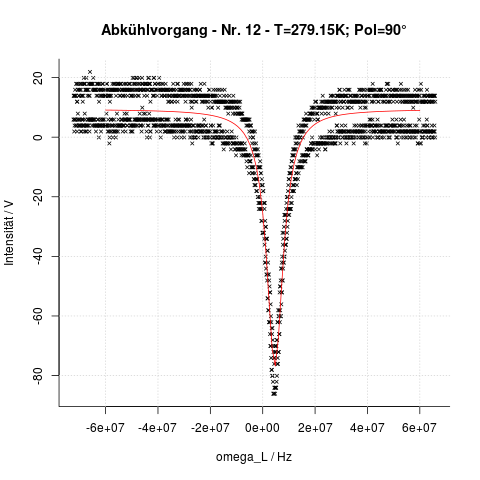 Abkühlvorgang - Nr. 12 - T=279.15K; Pol=90°
Intensität / V
20
0
-20
-40
-60
-80
-6e+07 -4e+07 -2e+07 0e+00 2e+07 4e+07 6e+07
omega_L / Hz